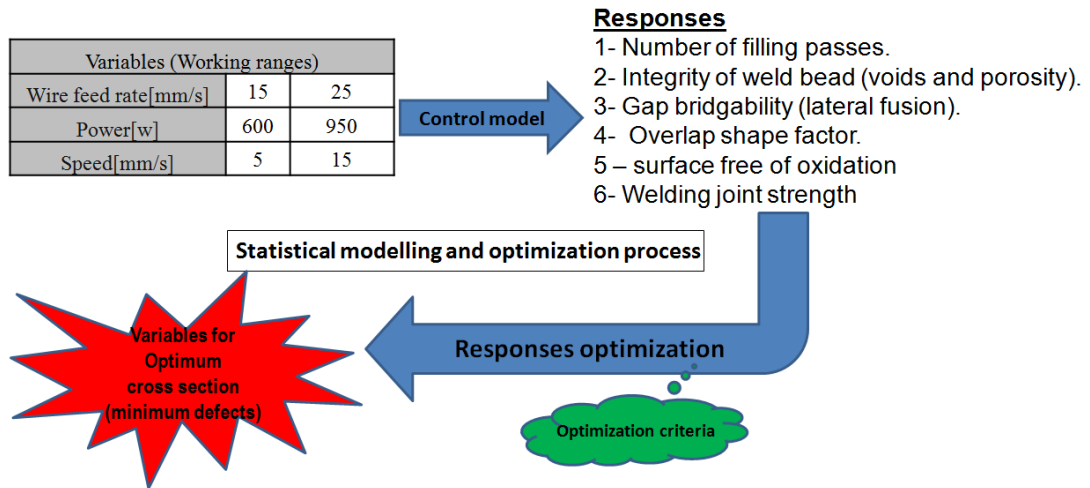 Responses
1- Number of filling passes.
2- Integrity of weld bead (voids and porosity).
3- Gap bridgability (lateral fusion).
4-  Overlap shape factor.
5 – surface free of oxidation
6- Welding joint strength
Variables (Working ranges)
Wire feed rate[mm/s] 15 25
Power[w] 600 950
Speed[mm/s] 5 15
Control model
Statistical modelling and optimization process
Variables for
Optimum
cross section
(minimum defects)
Responses optimization
Optimization criteria